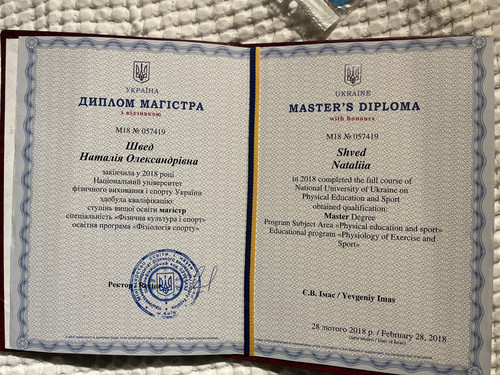 УКРАЇНА
ДИПЛОМ МАГІСТРА
з відзнакою
М18 № 057419
Швед
Наталія Олександрівна
закінчила у 2018 році
Національний університет
фізичного виховання і спорту України
здобула кваліфікацію:
ступінь вищої освіти магістр
спеціальність «Фізична культура і спорт»
освітня програма «Фізіологія спорту»
Ректор / Rector
UKRAINE
MASTER'S DIPLOMA
with Honours
M18 № 057419
Shved
Nataliia
in 2018 completed the full course of
National University of Ukraine on
Physical Education and Sport
obtained qualification:
Master Degree
Program Subject Area «Physical education and sport»
Educational program «Physiology of Exercise and
Sport»
Є.В. Імас / Yevgeniy Imas
28 лютого 2018 р. / February 28, 2018